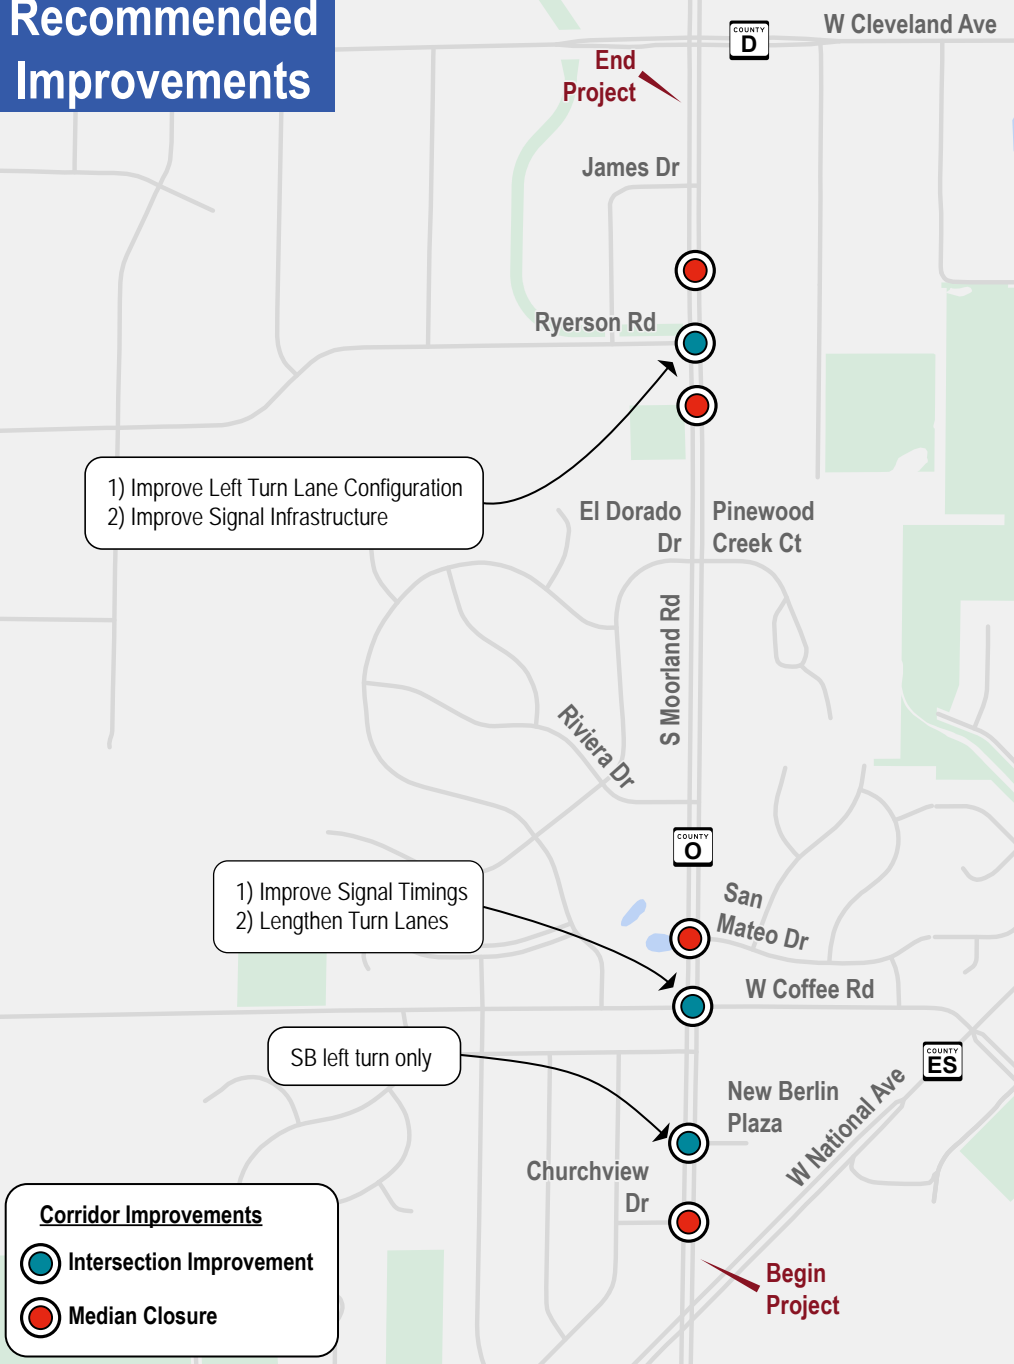 Recommended
Improvements
W Cleveland Ave
COUNTY
D
End
Project
James Dr
Ryerson Rd
1) Improve Left Turn Lane Configuration
2) Improve Signal Infrastructure
El Dorado
Dr
Pinewood
Creek Ct
S Moorland Rd
Riviera Dr
COUNTY
O
1) Improve Signal Timings
2) Lengthen Turn Lanes
San
Mateo Dr
W Coffee Rd
SB left turn only
COUNTY
ES
New Berlin
Plaza
W National Ave
Churchview
Dr
Corridor Improvements
Intersection Improvement
Median Closure
Begin
Project